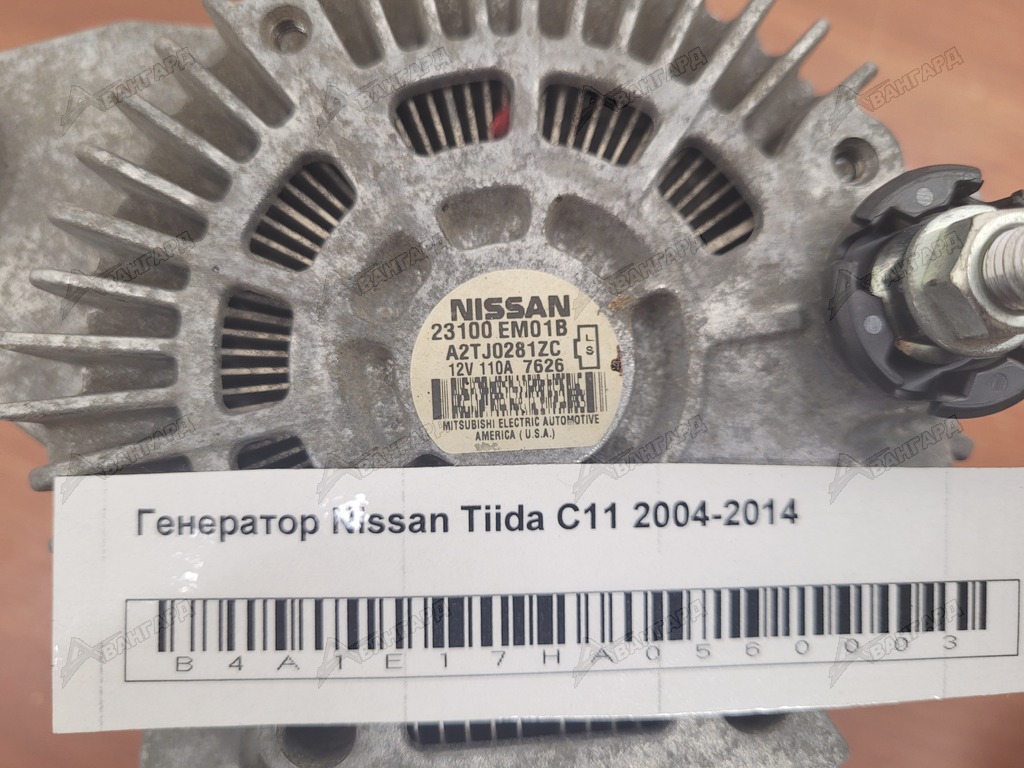 NISSAN
23100 EM01B
A2TJ0281ZC
L
S
12V 110A 7626
MITSUBISHI ELECTRIC AUTOMOTIVE
AMERICA (U.S.A.)
Генератор Nissan Tiida C11 2004-2014
B4A1E17HA0560003
АВАНГАРД